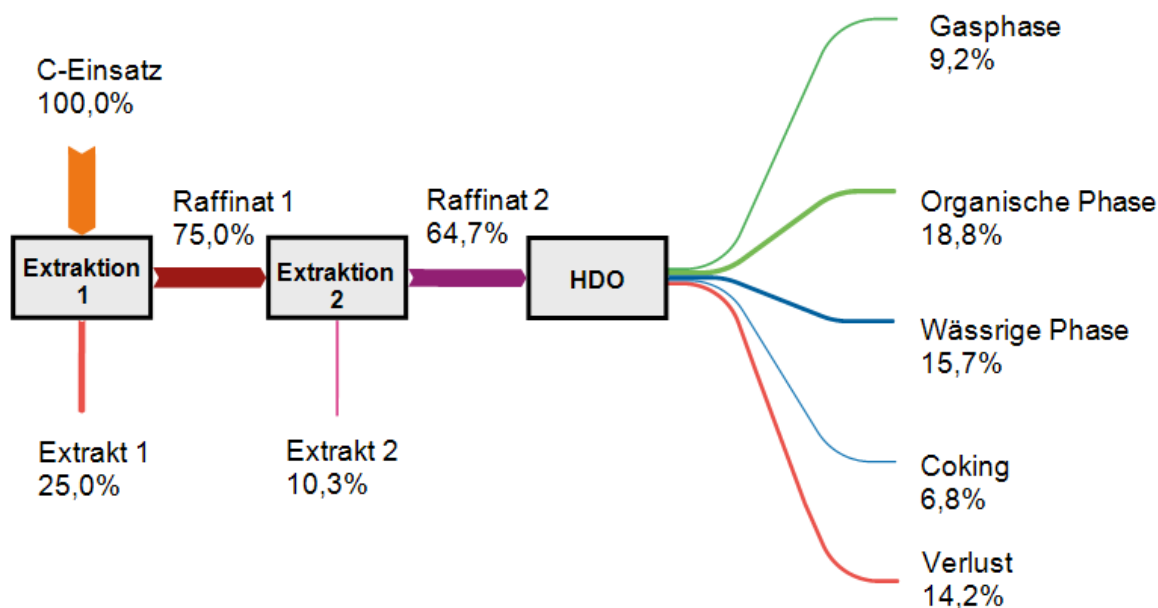 C-Einsatz
100,0%
Extraktion
1
Raffinat 1
75,0%
Extrakt 1
25,0%
Extraktion
2
Raffinat 2
64,7%
Extrakt 2
10,3%
HDO
Gasphase
9,2%
Organische Phase
18,8%
Wässrige Phase
15,7%
Coking
6,8%
Verlust
14,2%